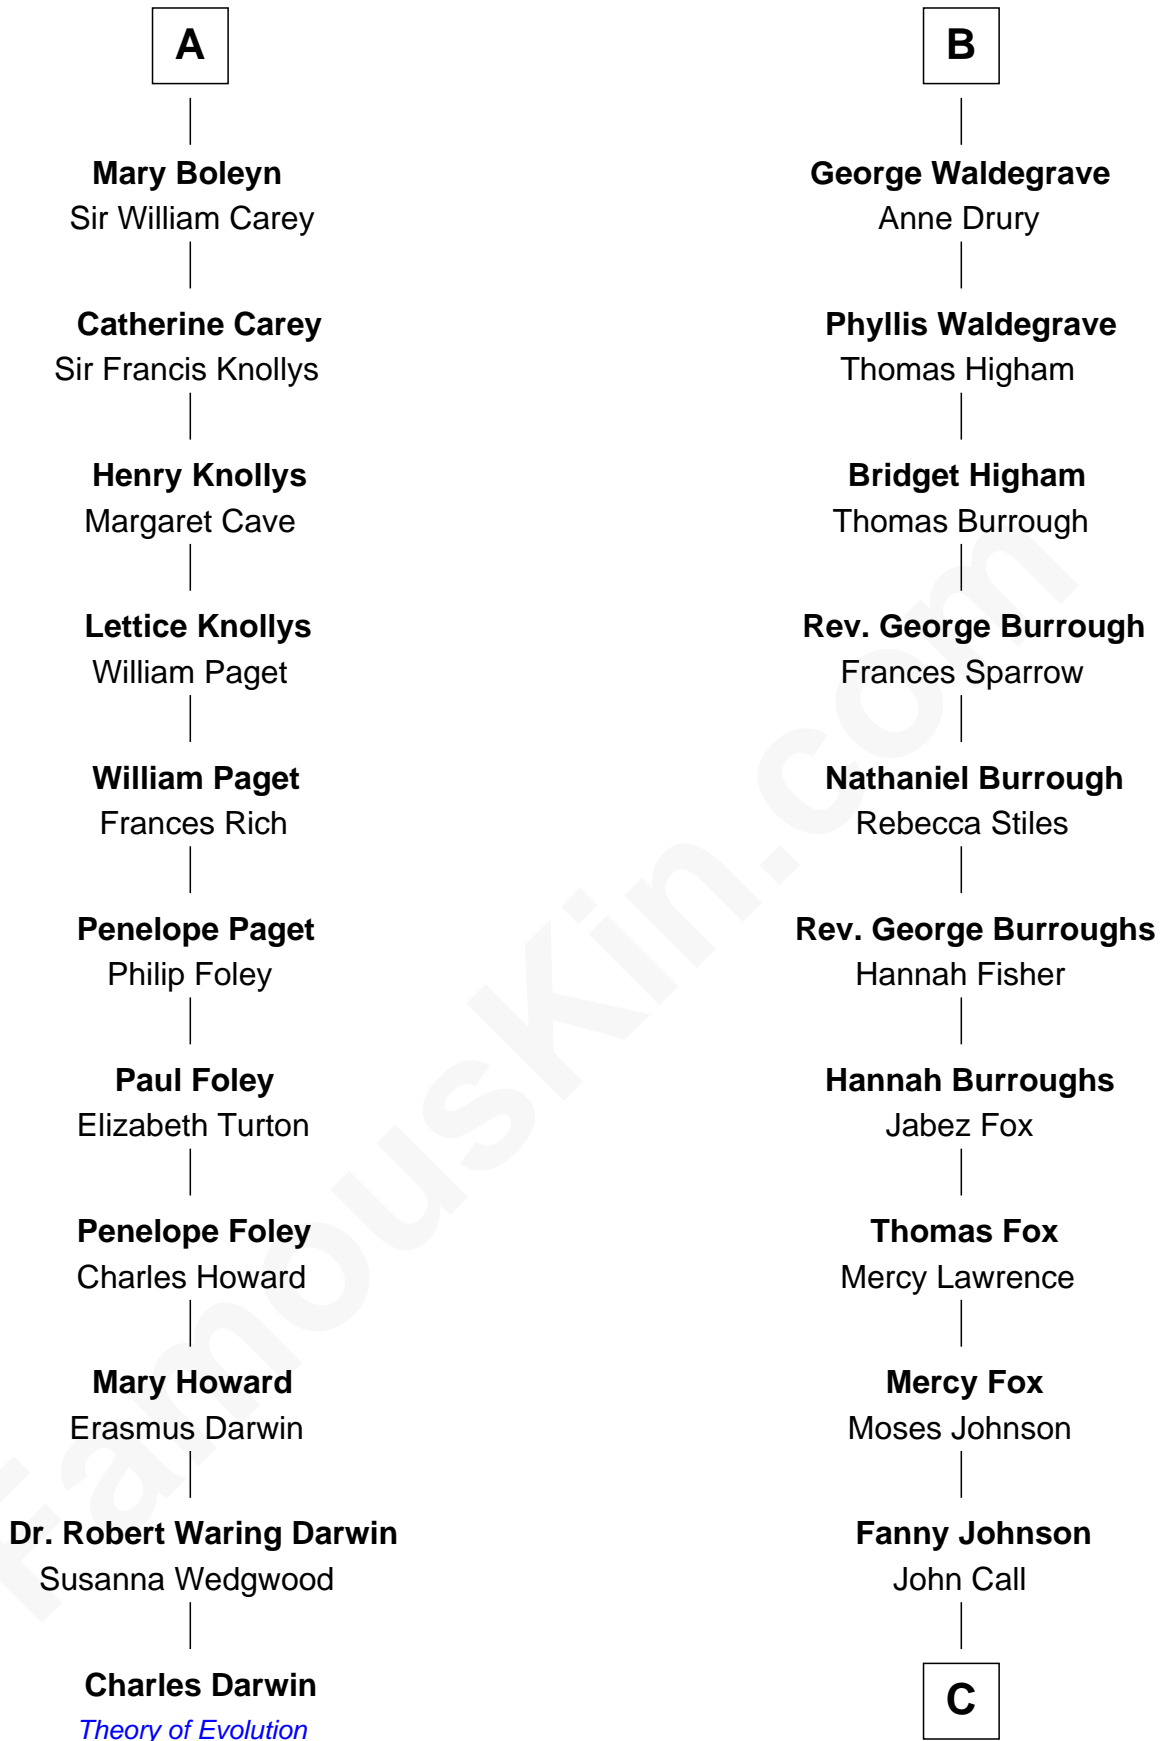 A
Mary Boleyn
Sir William Carey
Catherine Carey
Sir Francis Knollys
Henry Knollys
Margaret Cave
Lettice Knollys
William Paget
William Paget
Frances Rich
Penelope Paget
Philip Foley
Paul Foley
Elizabeth Turton
Penelope Foley
Charles Howard
Mary Howard
Erasmus Darwin
Dr. Robert Waring Darwin
Susanna Wedgwood
Charles Darwin
Theory of Evolution
B
George Waldegrave
Anne Drury
Phyllis Waldegrave
Thomas Higham
Bridget Higham
Thomas Burrough
Rev. George Burrough
Frances Sparrow
Nathaniel Burrough
Rebecca Stiles
Rev. George Burroughs
Hannah Fisher
Hannah Burroughs
Jabez Fox
Thomas Fox
Mercy Lawrence
Mercy Fox
Moses Johnson
Fanny Johnson
John Call
C
FamousKin.com